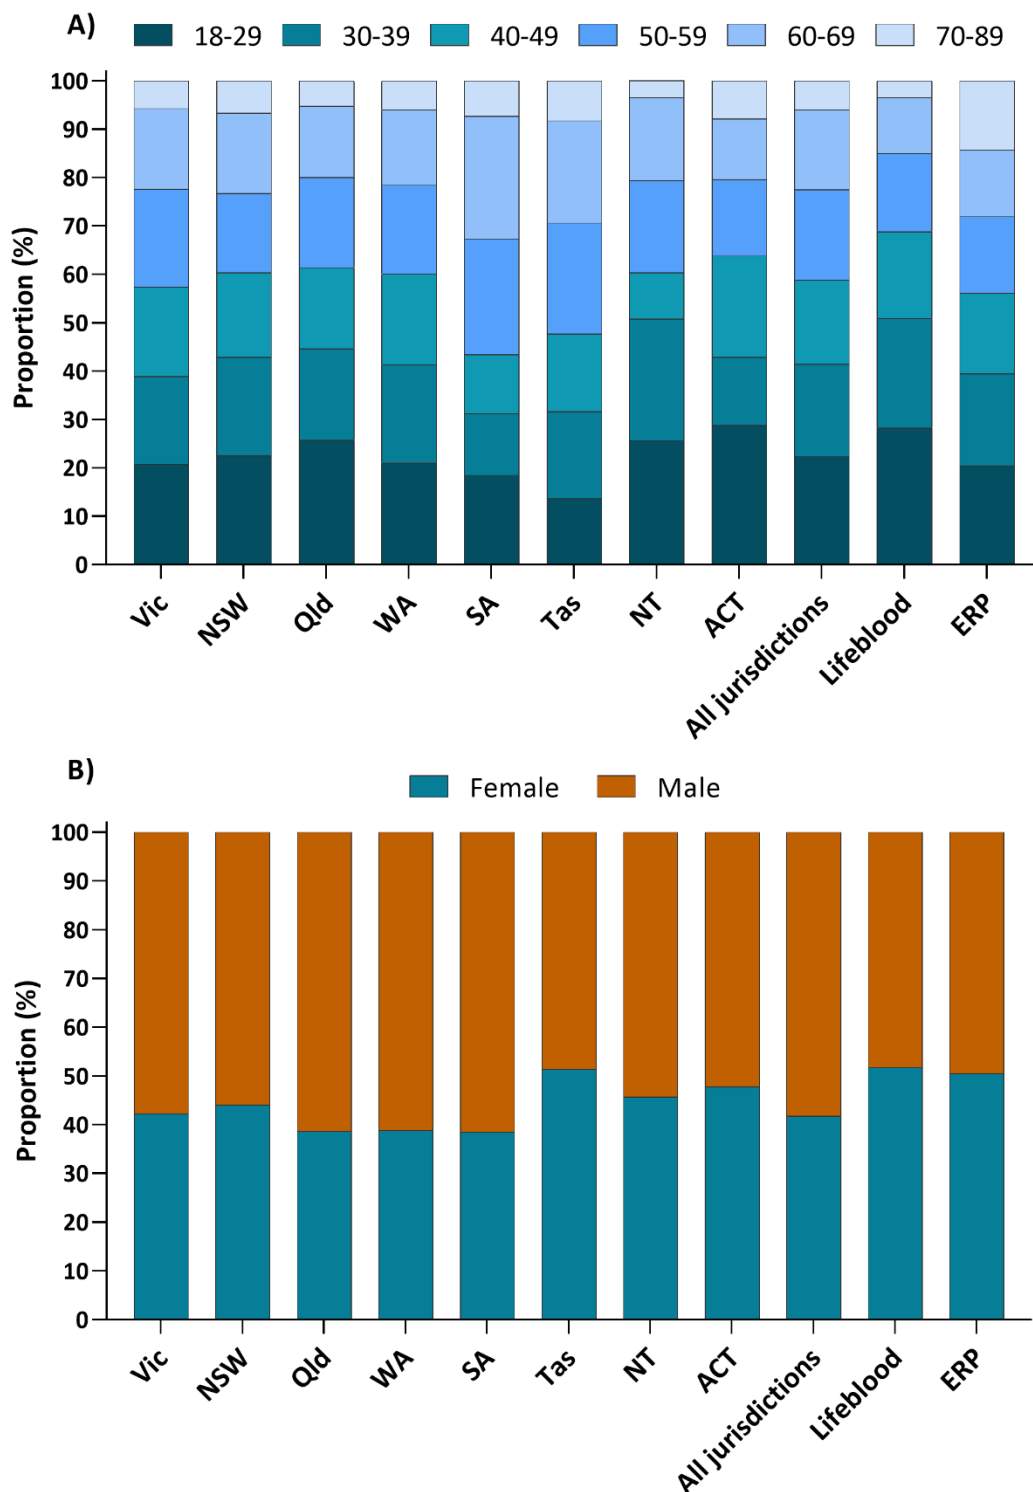 A)
18-29 30-39 40-49 50-59 60-69 70-89
Proportion (%)
100
90
80
70
60
50
40
30
20
10
0
Vic NSW Qld WA SA Tas NT ACT All jurisdictions Lifeblood ERP
B)
Female Male
Proportion (%)
100
90
80
70
60
50
40
30
20
10
0
Vic NSW Qld WA SA Tas NT ACT All jurisdictions Lifeblood ERP